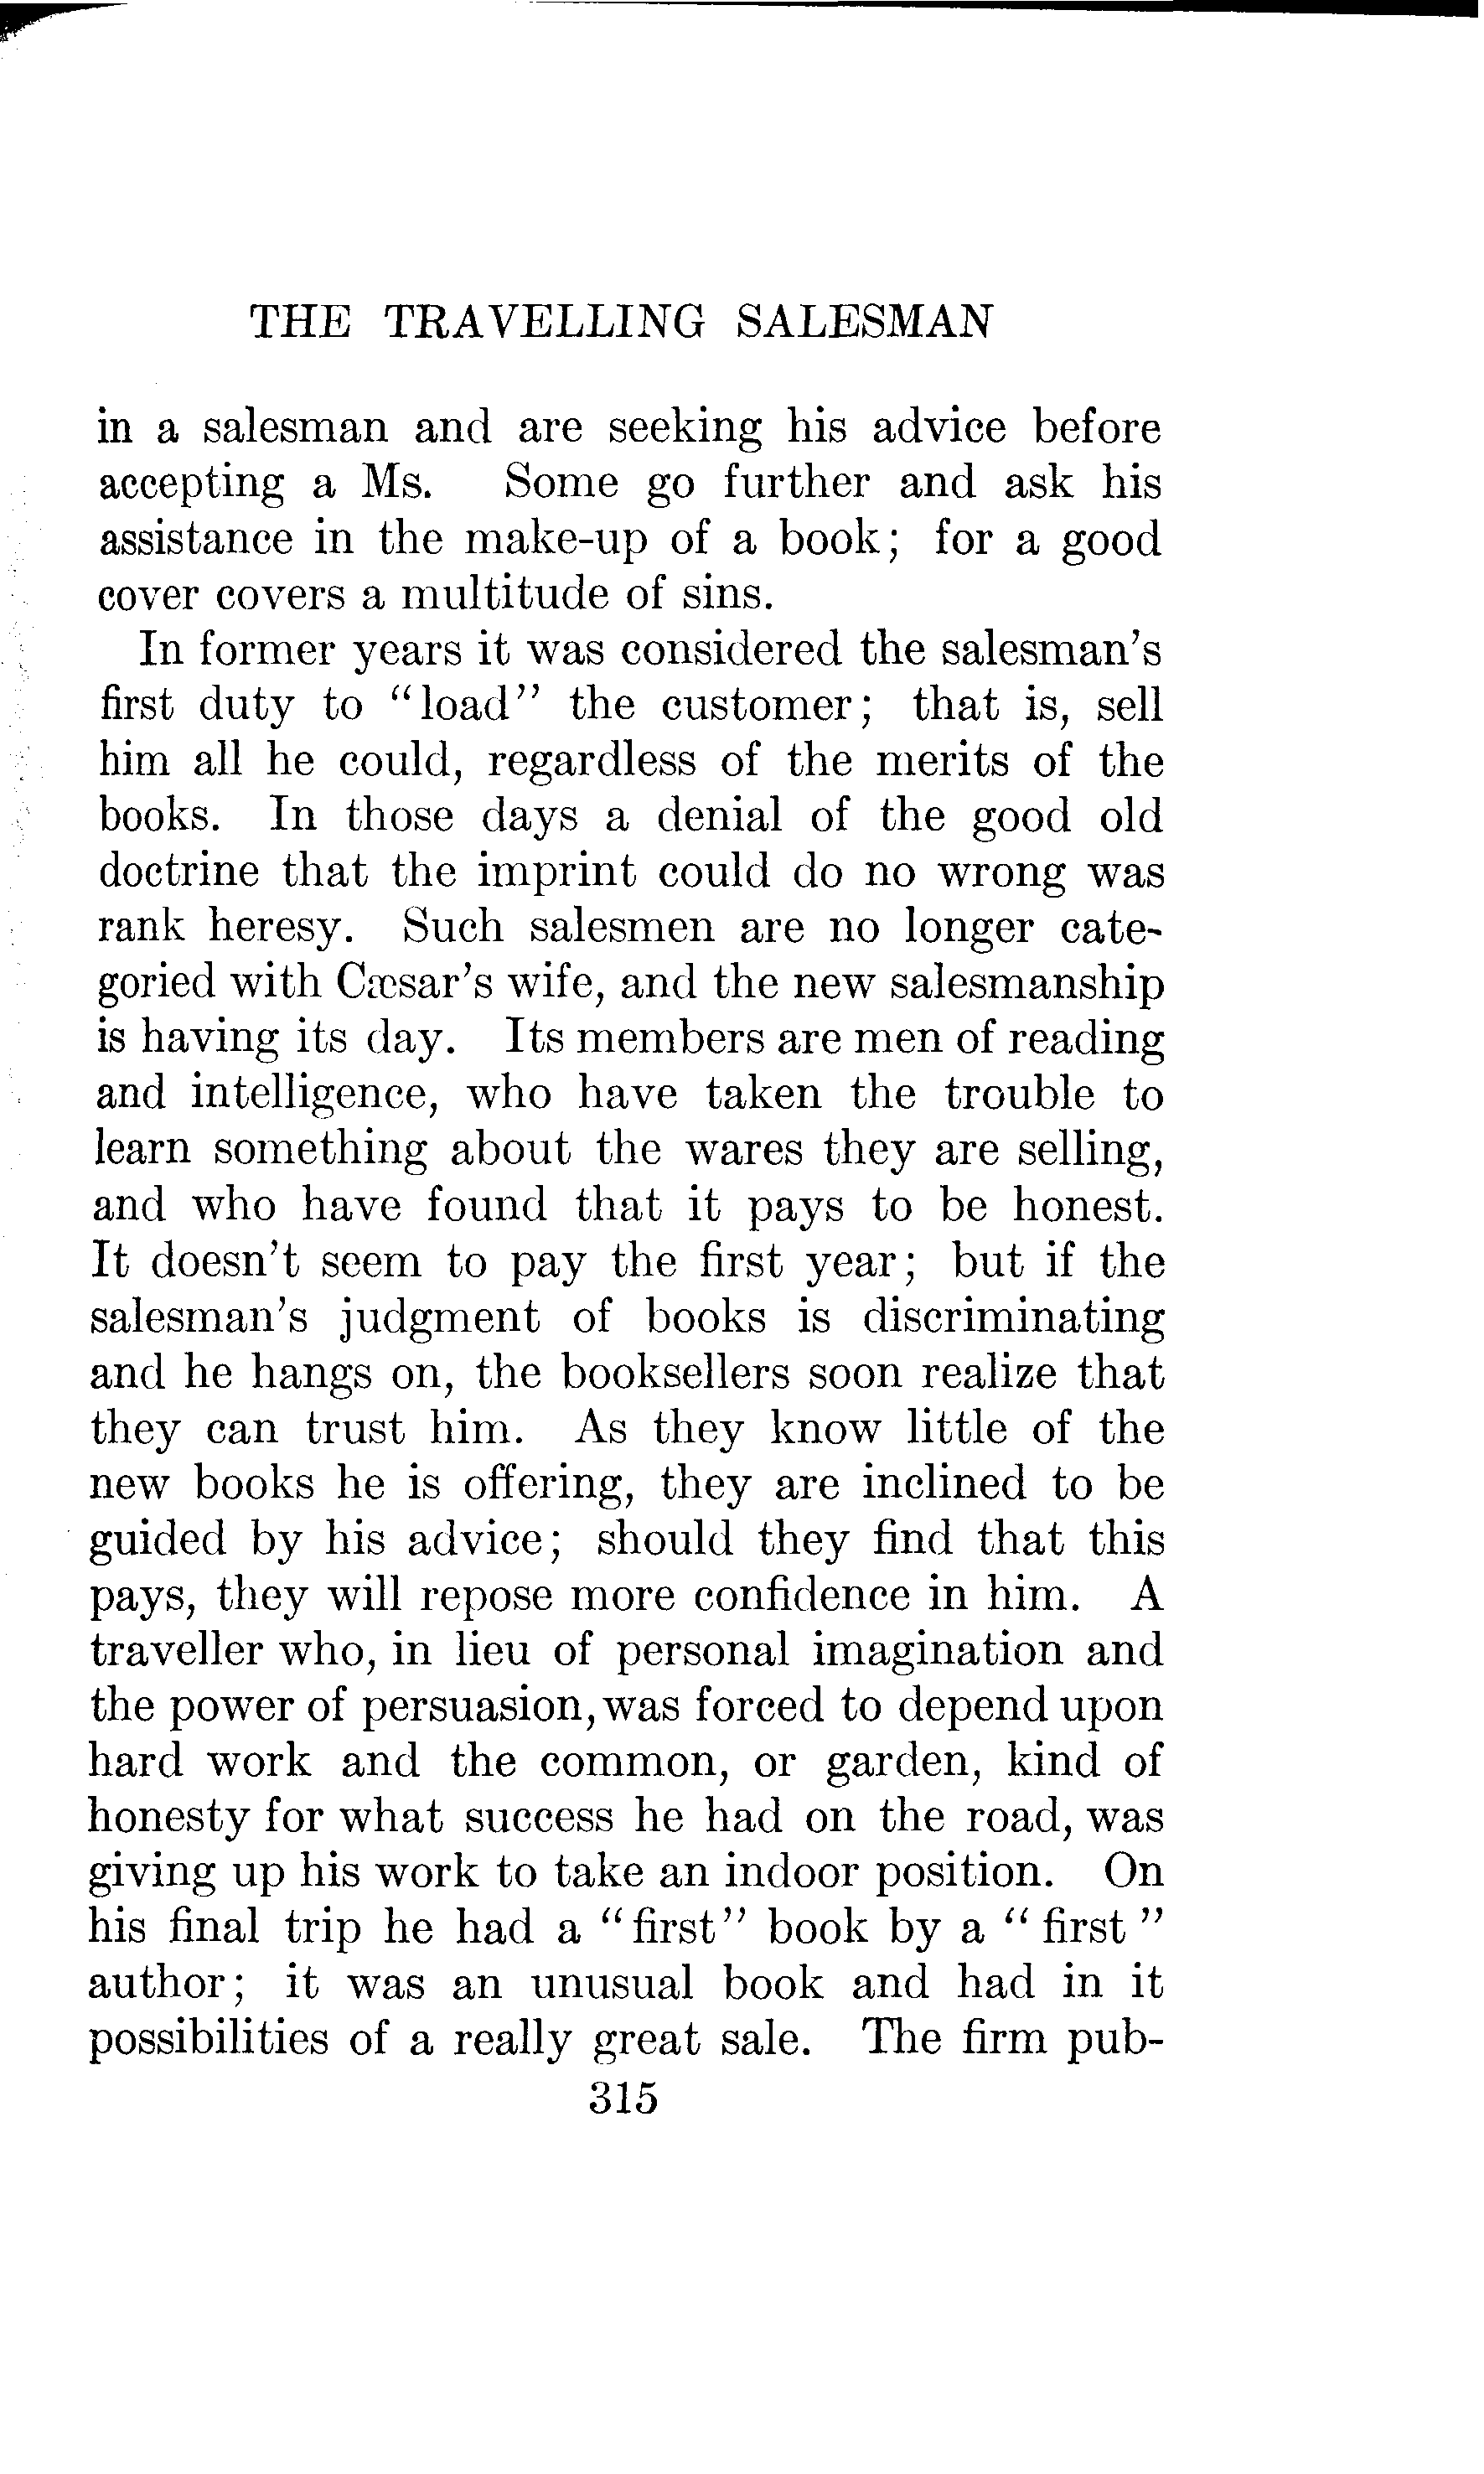 THE TRAVELLING SALESMAN
in a salesman and are seeking his advice before
accepting a Ms. Some go further and ask his
assistance in the make-up of a book; for a good
cover covers a multitude of sins.
In former years it was considered the salesman's
first duty to "load" the customer; that is, sell
him all he could, regardless of the merits of the
books. In those days a denial of the good old
doctrine that the imprint could do no wrong was
rank heresy. Such salesmen are no longer cate-
goried with Cæsar's wife, and the new salesmanship
is having its day. Its members are men of reading
and intelligence, who have taken the trouble to
learn something about the wares they are selling,
and who have found that it pays to be honest.
It doesn't seem to pay the first year; but if the
salesman's judgment of books is discriminating
and he hangs on, the booksellers soon realize that
they can trust him. As they know little of the
new books he is offering, they are inclined to be
guided by his advice; should they find that this
pays, they will repose more confidence in him. A
traveller who, in lieu of personal imagination and
the power of persuasion, was forced to depend upon
hard work and the common, or garden, kind of
honesty for what success he had on the road, was
giving up his work to take an indoor position. On
his final trip he had a "first" book by a "first"
author; it was an unusual book and had in it
possibilities of a really great sale. The firm pub-
315